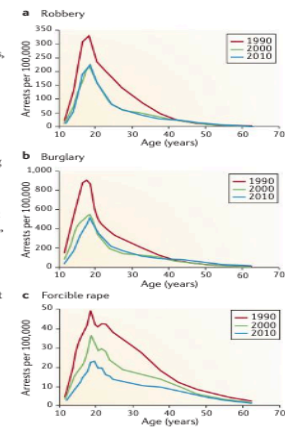 a Robbery
Arrests per 100,000
350
300
250
200
150
100
50
0
1990
2000
2010
10 20 30 40 50 60 70
Age (years)
b Burglary
Arrests per 100,000
1,000
800
600
400
200
0
1990
2000
2010
10 20 30 40 50 60 70
Age (years)
c Forcible rape
Arrests per 100,000
50
40
30
20
10
0
1990
2000
2010
10 20 30 40 50 60 70
Age (years)